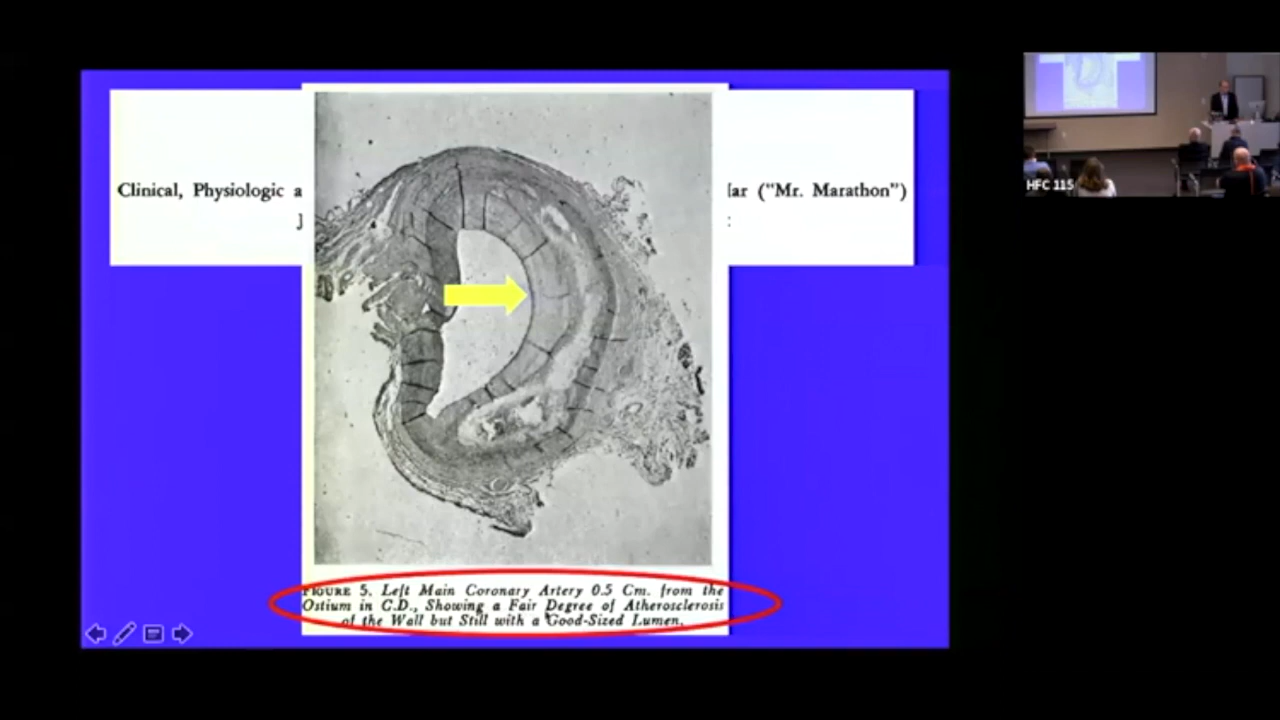 Clinical, Physiologic a
lar ("Mr. Marathon")
HFC 115
FIGURE 5. Left Main Coronary Artery 0.5 Cm. from the
Ostium in C.D., Showing a Fair Degree of Atherosclerosis
of the Wall but Still with a Good-Sized Lumen.